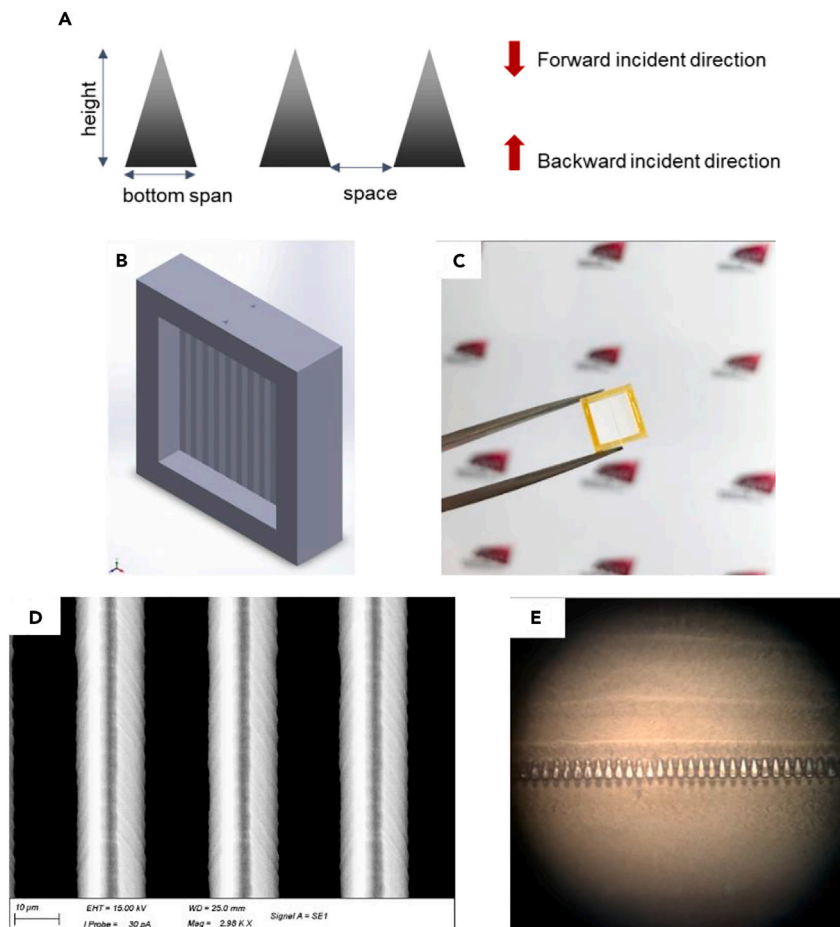 A
height
bottom span
space
Forward incident direction
Backward incident direction
B
C
D
10 µm
EHT = 15.00 kV
WD = 25.0 mm
Signel A = SE1
I Probe = 30 pA
Mag = 2.98 K X
E